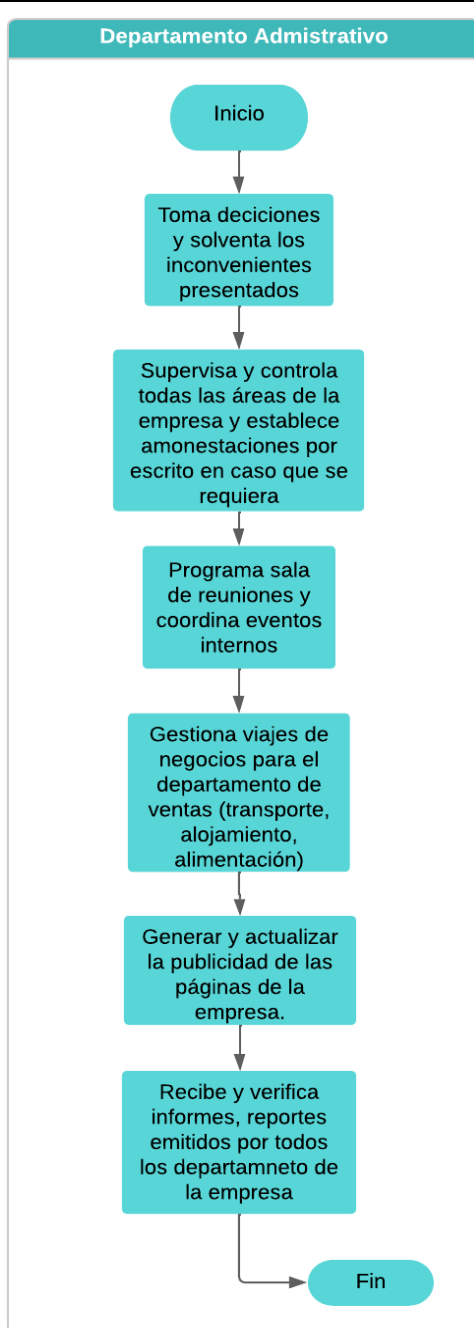 Departamento Admistrativo
Inicio
Toma deciciones
y solventa los
inconvenientes
presentados
Supervisa y controla
todas las áreas de la
empresa y establece
amonestaciones por
escrito en caso que se
requiera
Programa sala
de reuniones y
coordina eventos
internos
Gestiona viajes de
negocios para el
departamento de
ventas (transporte,
alojamiento,
alimentación)
Generar y actualizar
la publicidad de las
páginas de la
empresa.
Recibe y verifica
informes, reportes
emitidos por todos
los departamneto de
la empresa
Fin